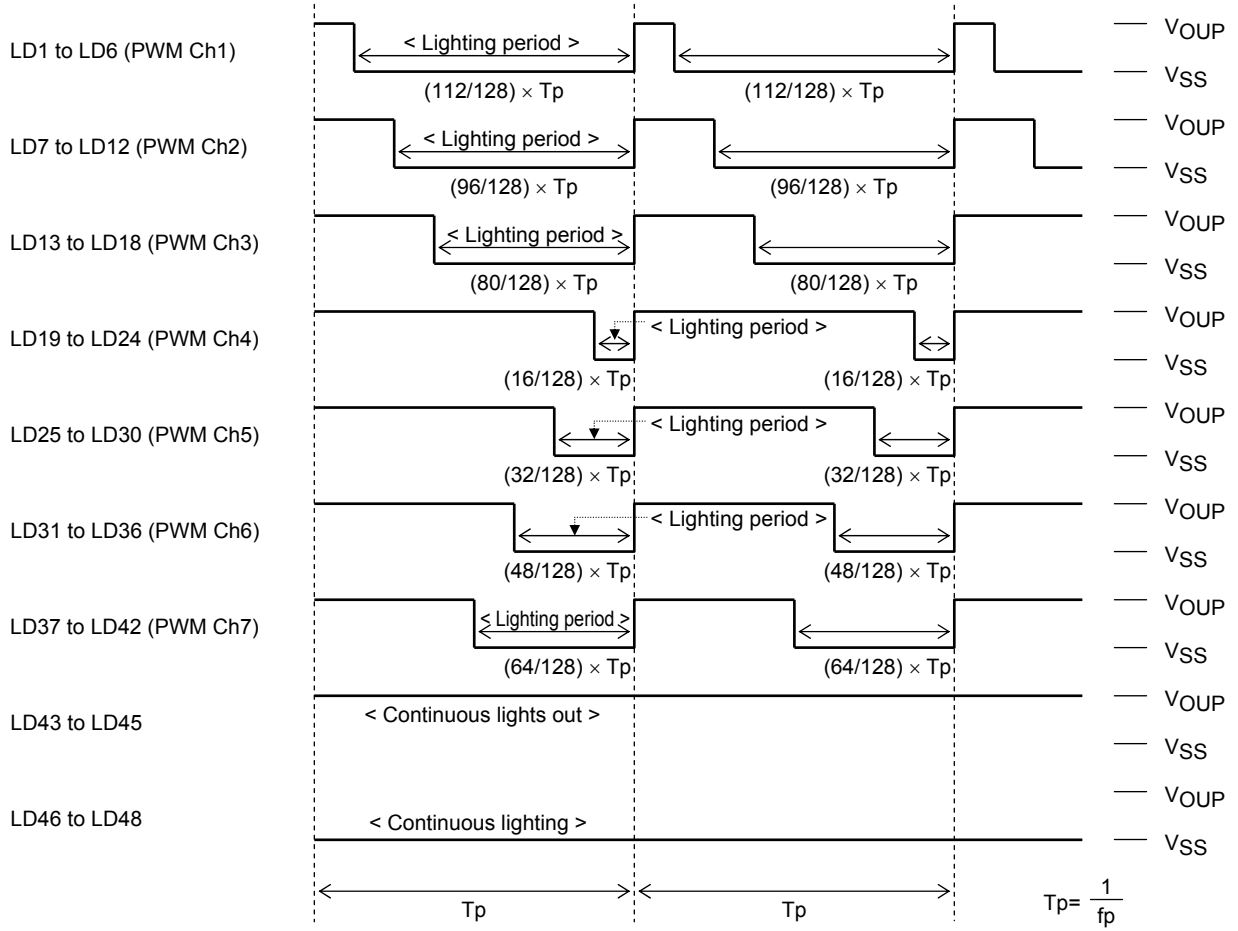 LD1 to LD6 (PWM Ch1)
< Lighting period >
(112/128) × Tp
(112/128) × Tp
VOUP
VSS
LD7 to LD12 (PWM Ch2)
< Lighting period >
(96/128) × Tp
(96/128) × Tp
VOUP
VSS
LD13 to LD18 (PWM Ch3)
< Lighting period >
(80/128) × Tp
(80/128) × Tp
VOUP
VSS
LD19 to LD24 (PWM Ch4)
< Lighting period >
(16/128) × Tp
(16/128) × Tp
VOUP
VSS
LD25 to LD30 (PWM Ch5)
< Lighting period >
(32/128) × Tp
(32/128) × Tp
VOUP
VSS
LD31 to LD36 (PWM Ch6)
< Lighting period >
(48/128) × Tp
(48/128) × Tp
VOUP
VSS
LD37 to LD42 (PWM Ch7)
< Lighting period >
(64/128) × Tp
(64/128) × Tp
VOUP
VSS
LD43 to LD45
< Continuous lights out >
VOUP
VSS
LD46 to LD48
< Continuous lighting >
VOUP
VSS
Tp
Tp
Tp= 1
fp